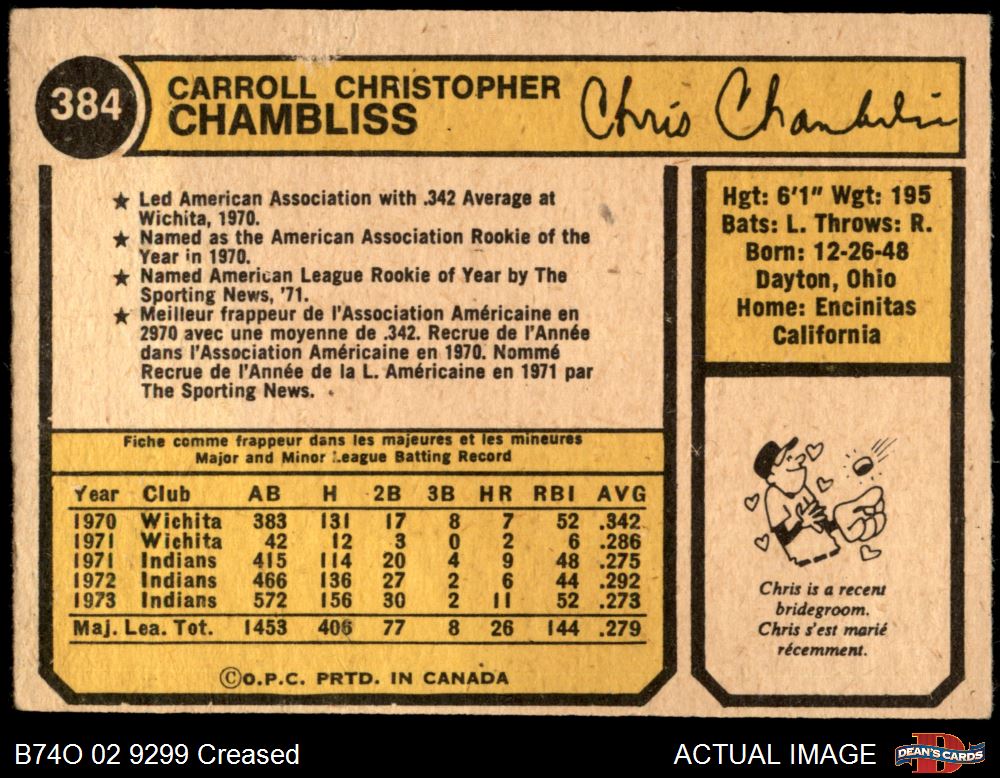 384
CARROLL CHRISTOPHER
CHAMBLISS
Chris Chambliss
★ Led American Association with .342 Average at
Wichita, 1970.
★ Named as the American Association Rookie of the
Year in 1970.
★ Named American League Rookie of Year by The
Sporting News, '71.
★ Meilleur frappeur de l'Association Américaine en
2970 avec une moyenne de .342. Recrue de l'Année
dans l'Association Américaine en 1970. Nommé
Recrue de l'Année de la L. Américaine en 1971 par
The Sporting News.
Hgt: 6'1" Wgt: 195
Bats: L. Throws: R.
Born: 12-26-48
Dayton, Ohio
Home: Encinitas
California
Fiche comme frappeur dans les majeures et les mineures
Major and Minor League Batting Record
Year Club AB H 2B 3B HR RBI AVG
1970 Wichita 383 131 17 8 7 52 .342
1971 Wichita 42 12 3 0 2 6 .286
1971 Indians 415 114 20 4 9 48 .275
1972 Indians 466 136 27 2 6 44 .292
1973 Indians 572 156 30 2 11 52 .273
Maj. Lea. Tot. 1453 406 77 8 26 144 .279
©O.P.C. PRTD. IN CANADA
Chris is a recent
bridegroom.
Chris s'est marié
récemment.
B74O 02 9299 Creased
ACTUAL IMAGE
DEAN'S CARDS